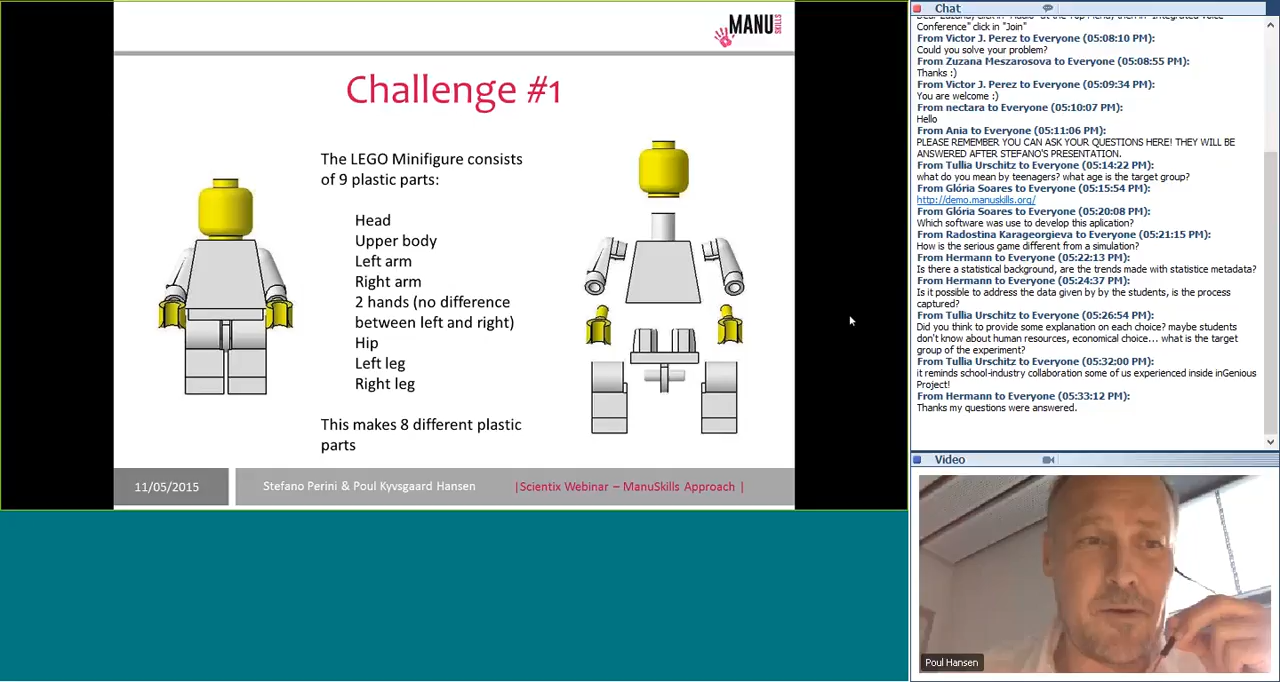 MANU
SKILLS
Challenge #1
The LEGO Minifigure consists
of 9 plastic parts:
Head
Upper body
Left arm
Right arm
2 hands (no difference
between left and right)
Hip
Left leg
Right leg
This makes 8 different plastic
parts
11/05/2015
Stefano Perini & Poul Kyvsgaard Hansen
|Scientix Webinar – ManuSkills Approach |
Chat
Conference" click in "Join"
From Victor J. Perez to Everyone (05:08:10 PM):
Could you solve your problem?
From Zuzana Meszarosova to Everyone (05:08:55 PM):
Thanks :)
From Victor J. Perez to Everyone (05:09:34 PM):
You are welcome :)
From nectara to Everyone (05:10:07 PM):
Hello
From Ania to Everyone (05:11:06 PM):
PLEASE REMEMBER YOU CAN ASK YOUR QUESTIONS HERE! THEY WILL BE
ANSWERED AFTER STEFANO'S PRESENTATION.
From Tullia Urschitz to Everyone (05:14:22 PM):
what do you mean by teenagers? what age is the target group?
From Glória Soares to Everyone (05:15:54 PM):
http://demo.manuskills.org/
From Glória Soares to Everyone (05:20:08 PM):
Which software was use to develop this aplication?
From Radostina Karageorgieva to Everyone (05:21:15 PM):
How is the serious game different from a simulation?
From Hermann to Everyone (05:22:13 PM):
Is there a statistical background, are the trends made with statistice metadata?
From Hermann to Everyone (05:24:37 PM):
Is it possible to address the data given by by the students, is the process
captured?
From Tullia Urschitz to Everyone (05:26:54 PM):
Did you think to provide some explanation on each choice? maybe students
don't know about human resources, economical choice... what is the target
group of the experiment?
From Tullia Urschitz to Everyone (05:32:00 PM):
it reminds school-industry collaboration some of us experienced inside inGenious
Project!
From Hermann to Everyone (05:33:12 PM):
Thanks my questions were answered.
Video
Poul Hansen